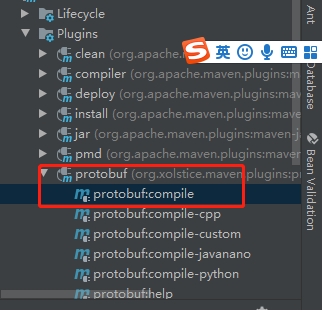 Lifecycle
Plugins
clean (org.apache.maven.plugins:mave
compiler
deploy (org.apache.maven.plugins:ma
install (org.apache.maven.plugins:ma
jar (org.apache.maven.plugins:maven-j
pmd (org.apache.maven.plugins:mave
protobuf (org.xolstice.maven.plugins:p
protobuf:compile
protobuf:compile-cpp
protobuf:compile-custom
protobuf:compile-javanano
protobuf:compile-python
protobuf:help
S 英
Ant
Database
Bean Validation